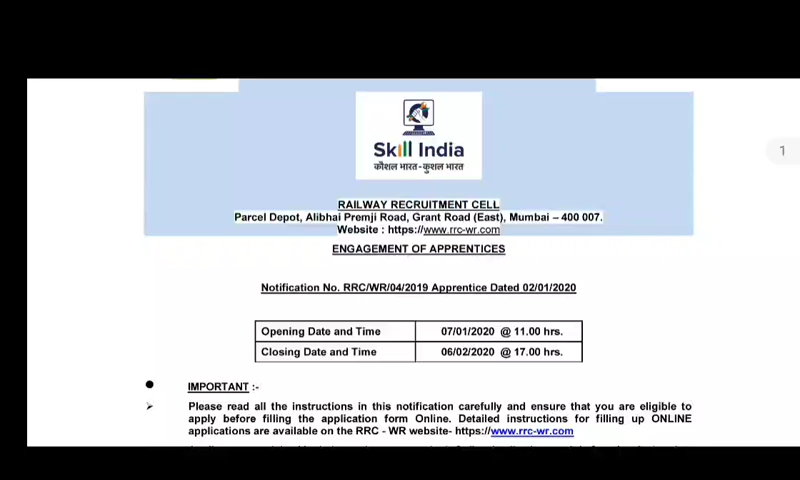 1
Skill India
कौशल भारत - कुशल भारत
RAILWAY RECRUITMENT CELL
Parcel Depot, Alibhai Premji Road, Grant Road (East), Mumbai – 400 007.
Website : https://www.rrc-wr.com
ENGAGEMENT OF APPRENTICES
Notification No. RRC/WR/04/2019 Apprentice Dated 02/01/2020
Opening Date and Time 07/01/2020 @ 11.00 hrs.
Closing Date and Time 06/02/2020 @ 17.00 hrs.
IMPORTANT :-
Please read all the instructions in this notification carefully and ensure that you are eligible to
apply before filling the application form Online. Detailed instructions for filling up ONLINE
applications are available on the RRC - WR website- https://www.rrc-wr.com